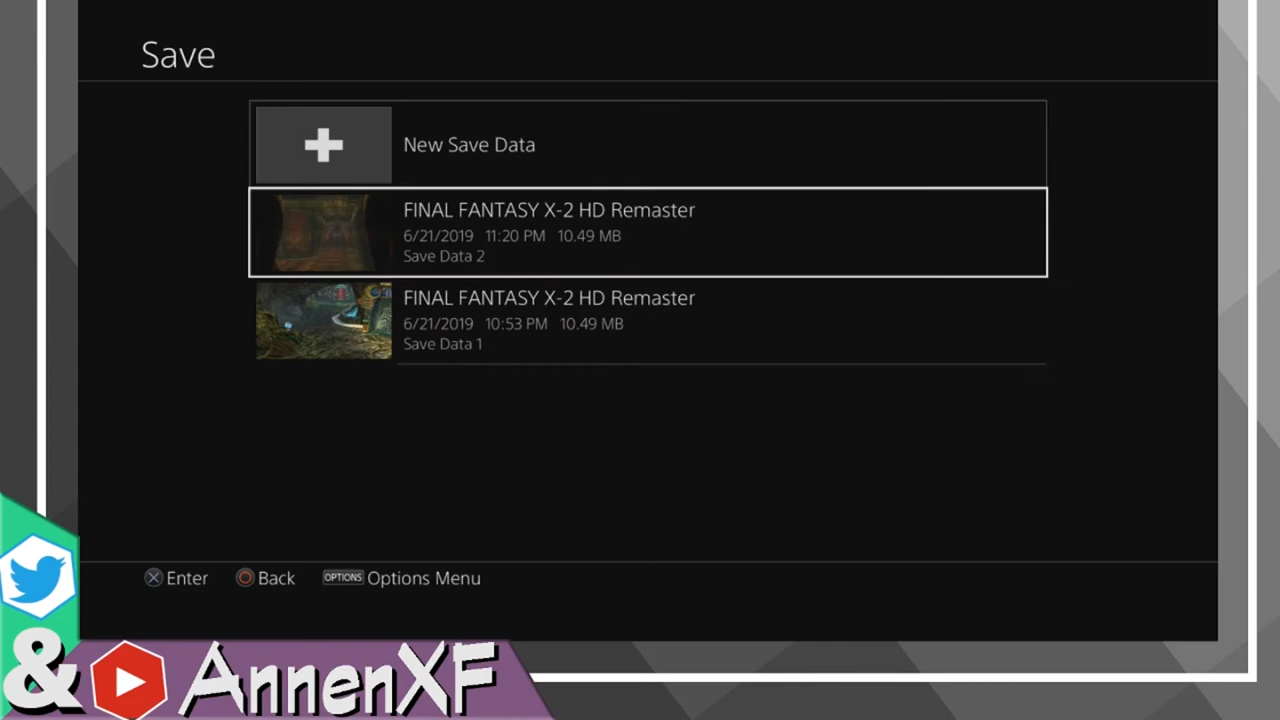 Save
New Save Data
FINAL FANTASY X-2 HD Remaster
6/21/2019 11:20 PM 10.49 MB
Save Data 2
FINAL FANTASY X-2 HD Remaster
6/21/2019 10:53 PM 10.49 MB
Save Data 1
Enter Back OPTIONS Options Menu
& AnnenXF